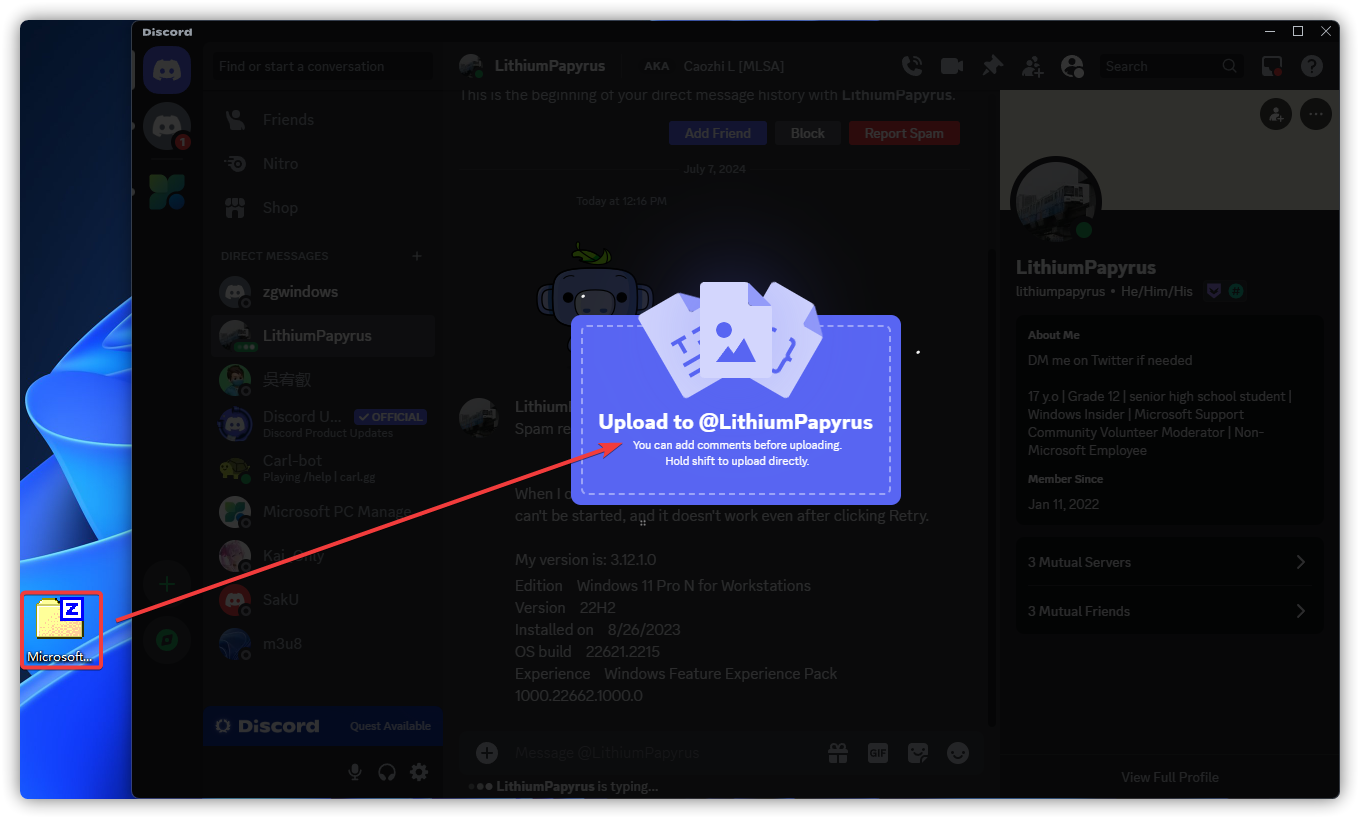 Discord
Find or start a conversation
LithiumPapyrus
AKA Caozhi L [MLSA]
Search
1
Friends
Nitro
Shop
DIRECT MESSAGES
zgwindows
LithiumPapyrus
吳宥叡
Discord U... OFFICIAL
Discord Product Updates
Carl-bot
Playing /help | carl.gg
Microsoft PC Manage
Kai_Only
SakU
m3u8
Discord Quest Available
Z
Microsoft...
This is the beginning of your direct message history with LithiumPapyrus.
Add Friend
Block
Report Spam
July 7, 2024
Today at 12:16 PM
Upload to @LithiumPapyrus
You can add comments before uploading.
Hold shift to upload directly.
Lithium
Spam re
When I
can't be started, and it doesn't work even after clicking Retry.
My version is: 3.12.1.0
Edition Windows 11 Pro N for Workstations
Version 22H2
Installed on 8/26/2023
OS build 22621.2215
Experience Windows Feature Experience Pack
1000.22662.1000.0
Message @LithiumPapyrus
GIF
LithiumPapyrus is typing...
LithiumPapyrus
lithiumpapyrus • He/Him/His
About Me
DM me on Twitter if needed
17 y.o | Grade 12 | senior high school student |
Windows Insider | Microsoft Support
Community Volunteer Moderator | Non-
Microsoft Employee
Member Since
Jan 11, 2022
3 Mutual Servers
3 Mutual Friends
View Full Profile